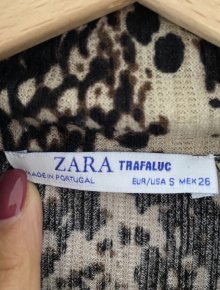 ZARA TRAFALUC
MADE IN PORTUGAL
EUR/USA S MEX 26